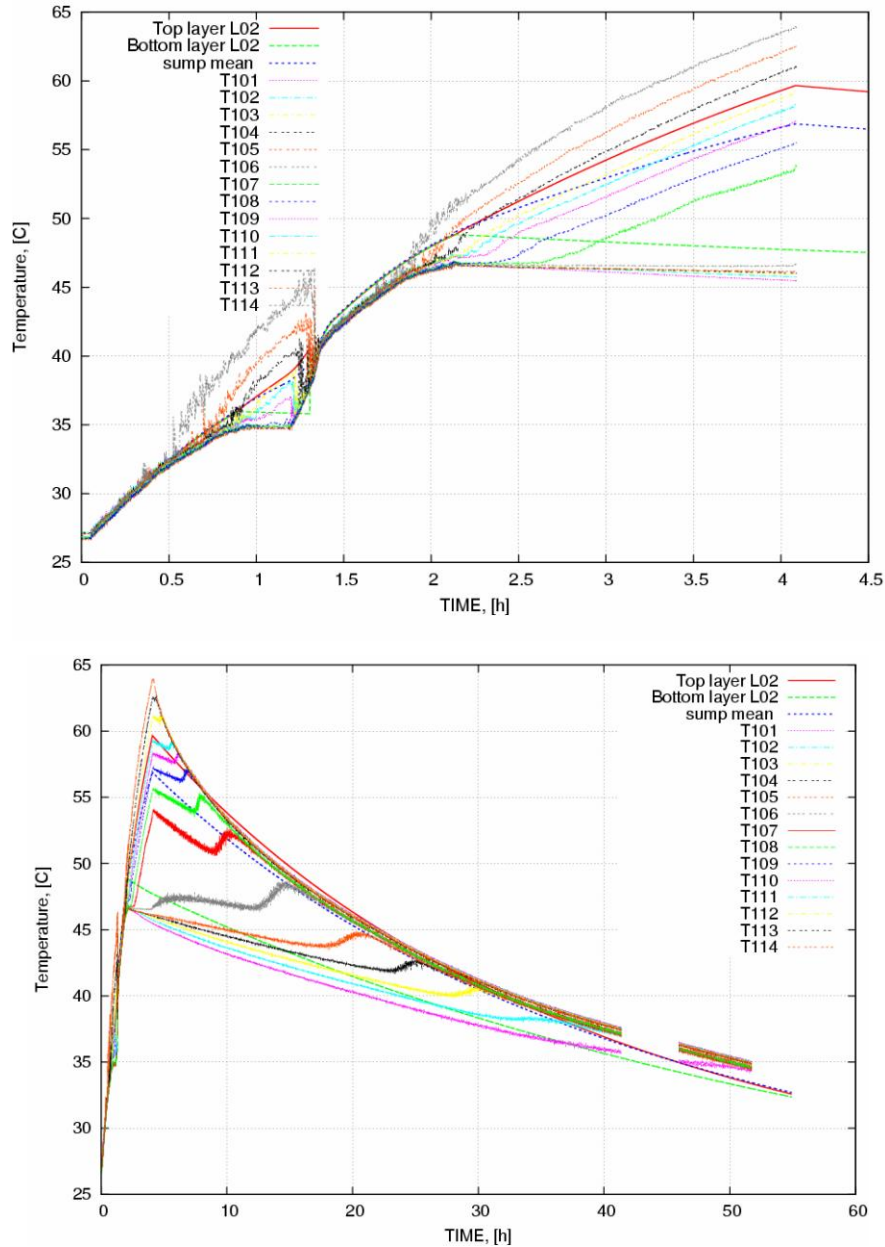 65
60
55
50
45
40
35
30
25
Temperature, [C]
Top layer L02
Bottom layer L02
sump mean
T101
T102
T103
T104
T105
T106
T107
T108
T109
T110
T111
T112
T113
T114
0 0.5 1 1.5 2 2.5 3 3.5 4 4.5
TIME, [h]
65
60
55
50
45
40
35
30
25
Temperature, [C]
Top layer L02
Bottom layer L02
sump mean
T101
T102
T103
T104
T105
T106
T107
T108
T109
T110
T111
T112
T113
T114
0 10 20 30 40 50 60
TIME, [h]